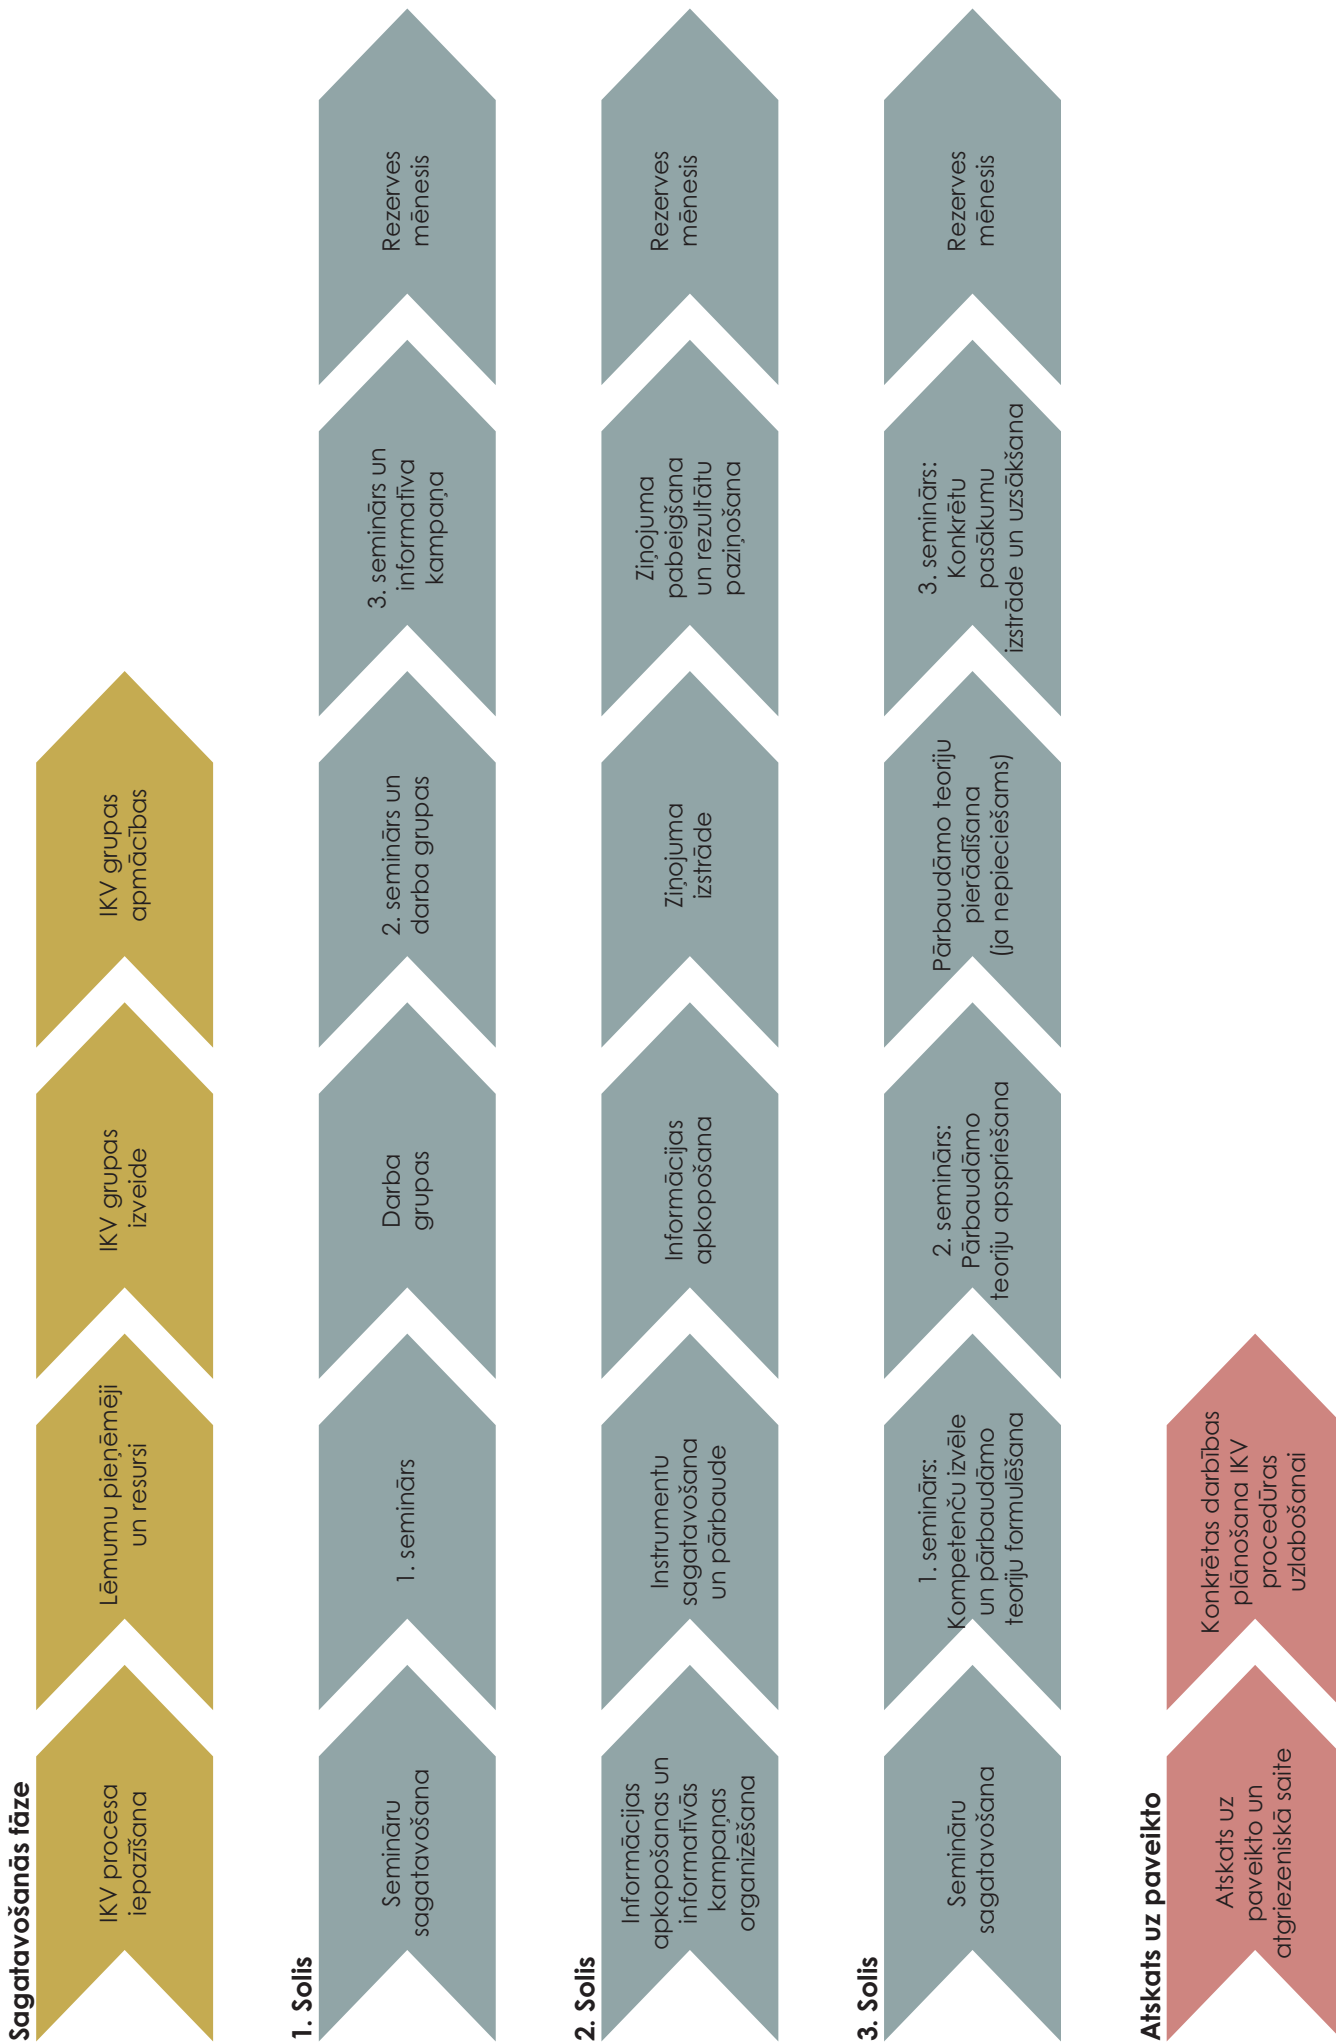 Sagatavošanās fāze
IKV procesa
iepazīšana
Lēmumu pieņēmēji
un resursi
IKV grupas
izveide
IKV grupas
apmācības
1. Solis
Semināru
sagatavošana
1. seminārs
Darba
grupas
2. seminārs un
darba grupas
3. seminārs un
informatīva
kampaņa
Rezerves
mēnesis
2. Solis
Informācijas
apkopošanas un
informatīvās
kampaņas
organizēšana
Instrumentu
sagatavošana
un pārbaude
Informācijas
apkopošana
Ziņojuma
izstrāde
Ziņojuma
pabeigšana
un rezultātu
paziņošana
Rezerves
mēnesis
3. Solis
Semināru
sagatavošana
1. seminārs:
Kompetenču izvēle
un pārbaudāmo
teoriju formulēšana
2. seminārs:
Pārbaudāmo
teoriju apspriešana
Pārbaudāmo teoriju
pierādīšana
(ja nepieciešams)
3. seminārs:
Konkrētu
pasākumu
izstrāde un uzsākšana
Rezerves
mēnesis
Atskats uz paveikto
Atskats uz
paveikto un
atgriezeniskā saite
Konkrētas darbības
plānošana IKV
procedūras
uzlabošanai